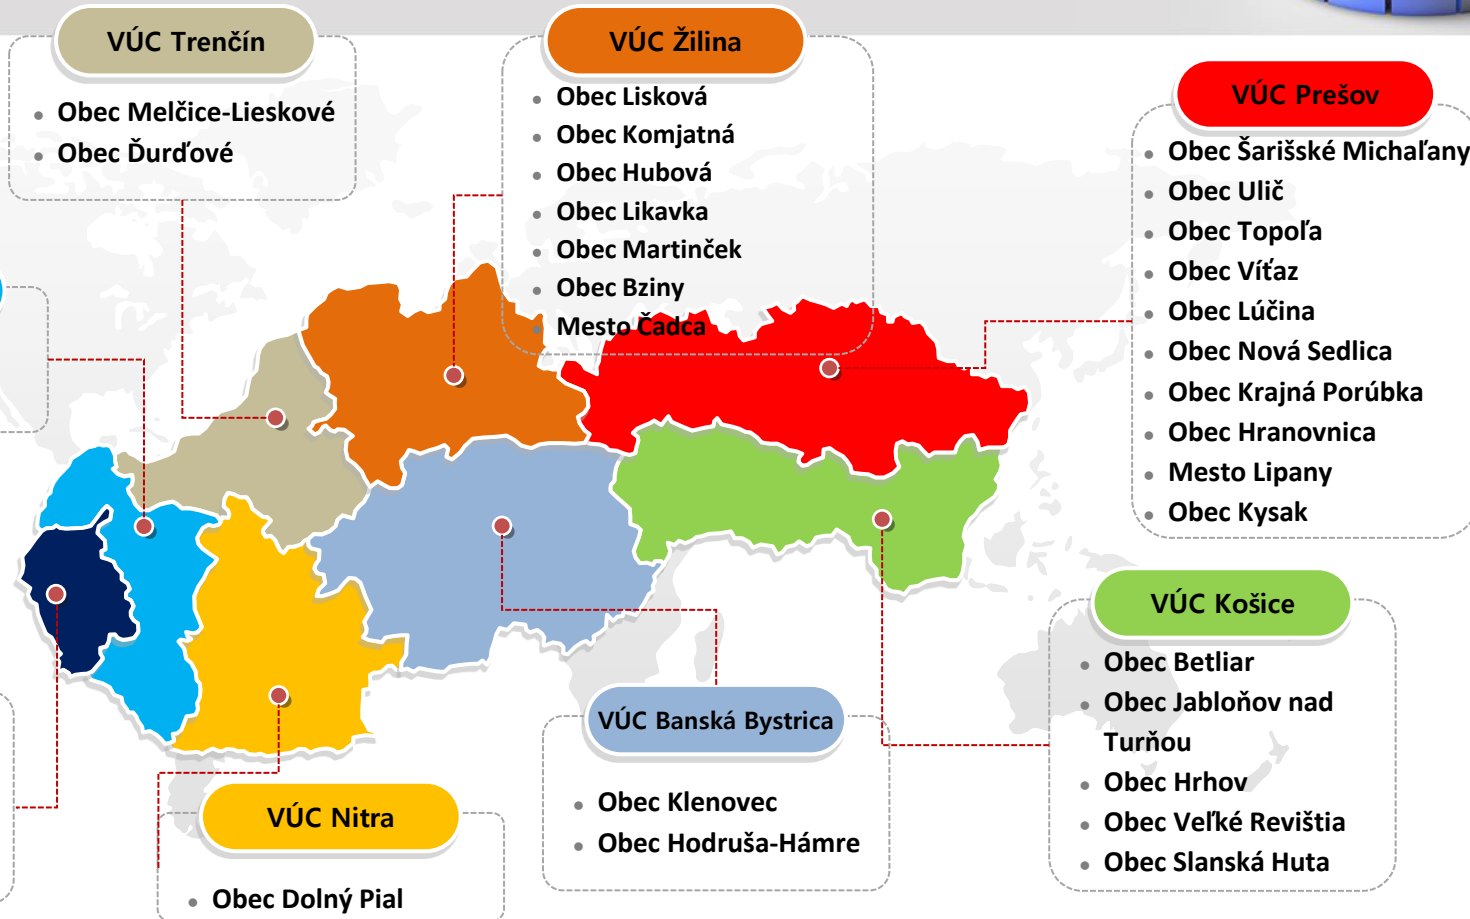 VÚC Trenčín
Obec Melčice-Lieskové
Obec Ďurďové
VÚC Žilina
Obec Lisková
Obec Komjatná
Obec Hubová
Obec Likavka
Obec Martinček
Obec Bziny
Mesto Čadca
VÚC Prešov
Obec Šarišské Michaľany
Obec Ulič
Obec Topoľa
Obec Víťaz
Obec Lúčina
Obec Nová Sedlica
Obec Krajná Porúbka
Obec Hranovnica
Mesto Lipany
Obec Kysak
VÚC Košice
Obec Betliar
Obec Jabloňov nad
Turňou
Obec Hrhov
Obec Veľké Revištia
Obec Slanská Huta
VÚC Banská Bystrica
Obec Klenovec
Obec Hodruša-Hámre
VÚC Nitra
Obec Dolný Pial